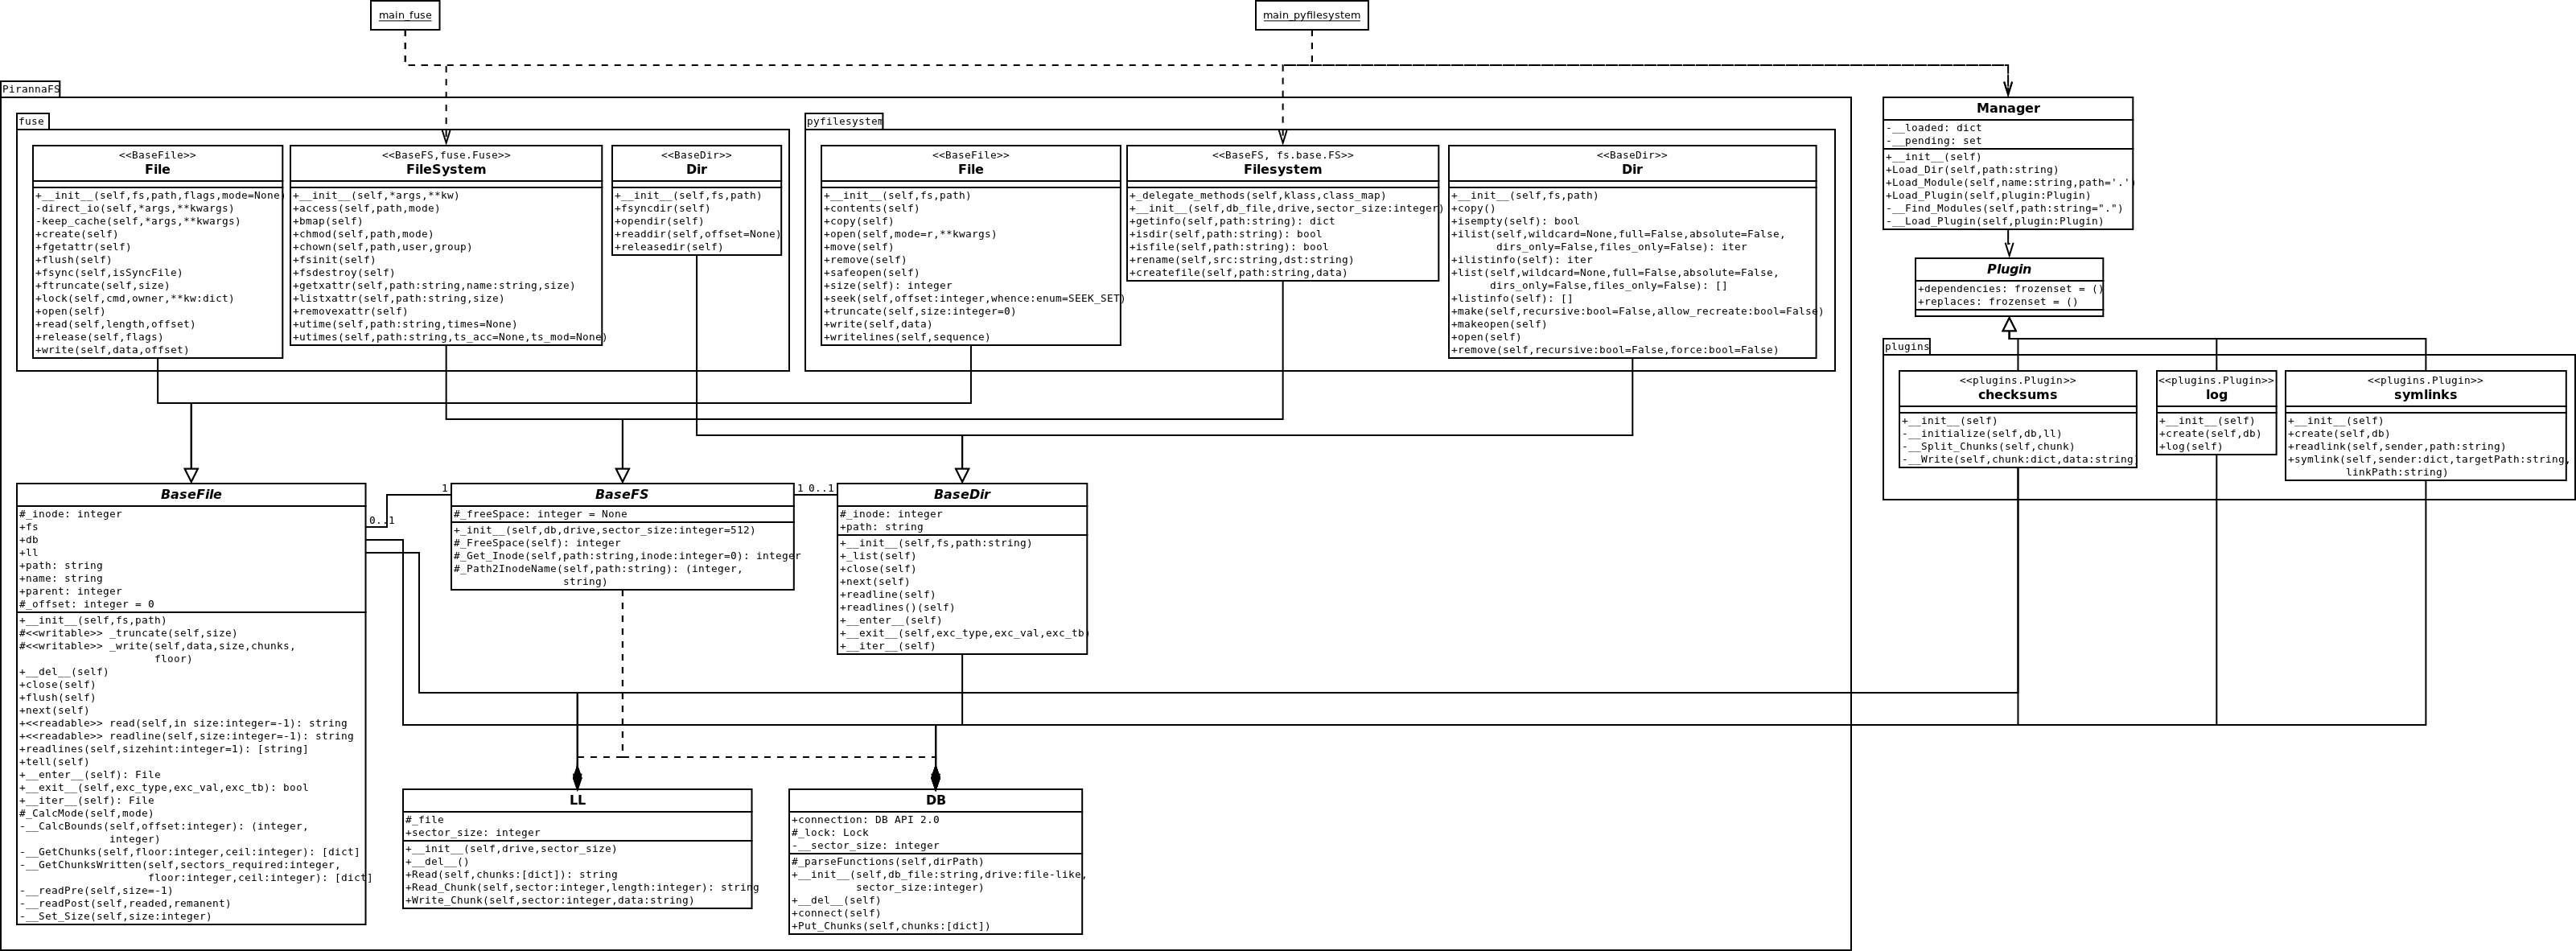 main_fuse
main_pyfilesystem
PirannaFS
fuse
<<BaseFile>>
File
+__init__(self,fs,path,flags,mode=None)
-direct_io(self,*args,**kwargs)
-keep_cache(self,*args,**kwargs)
+create(self)
+fgetattr(self)
+flush(self)
+fsync(self,isSyncFile)
+ftruncate(self,size)
+lock(self,cmd,owner,**kw:dict)
+open(self)
+read(self,length,offset)
+release(self,flags)
+write(self,data,offset)
<<BaseFS,fuse.Fuse>>
FileSystem
+__init__(self,*args,**kw)
+access(self,path,mode)
+bmap(self)
+chmod(self,path,mode)
+chown(self,path,user,group)
+fsinit(self)
+fsdestroy(self)
+getxattr(self,path:string,name:string,size)
+listxattr(self,path:string,size)
+removexattr(self)
+utime(self,path:string,times=None)
+utimes(self,path:string,ts_acc=None,ts_mod=None)
<<BaseDir>>
Dir
+__init__(self,fs,path)
+fsyncdir(self)
+opendir(self)
+readdir(self,offset=None)
+releasedir(self)
pyfilesystem
<<BaseFile>>
File
+__init__(self,fs,path)
+contents(self)
+copy(self)
+open(self,mode=r,**kwargs)
+move(self)
+remove(self)
+safeopen(self)
+size(self): integer
+seek(self,offset:integer,whence:enum=SEEK_SET)
+truncate(self,size:integer=0)
+write(self,data)
+writelines(self,sequence)
<<BaseFS, fs.base.FS>>
Filesystem
+_delegate_methods(self,klass,class_map)
+__init__(self,db_file,drive,sector_size:integer)
+getinfo(self,path:string): dict
+isdir(self,path:string): bool
+isfile(self,path:string): bool
+rename(self,src:string,dst:string)
+createfile(self,path:string,data)
<<BaseDir>>
Dir
+__init__(self,fs,path)
+copy()
+isempty(self): bool
+ilist(self,wildcard=None,full=False,absolute=False,
dirs_only=False,files_only=False): iter
+ilistinfo(self): iter
+list(self,wildcard=None,full=False,absolute=False,
dirs_only=False,files_only=False): []
+listinfo(self): []
+make(self,recursive:bool=False,allow_recreate:bool=False)
+makeopen(self)
+open(self)
+remove(self,recursive:bool=False,force:bool=False)
Manager
-__loaded: dict
-__pending: set
+__init__(self)
+Load_Dir(self,path:string)
+Load_Module(self,name:string,path='.')
+Load_Plugin(self,plugin:Plugin)
-__Find_Modules(self,path:string=".")
-__Load_Plugin(self,plugin:Plugin)
Plugin
+dependencies: frozenset = ()
+replaces: frozenset = ()
plugins
<<plugins.Plugin>>
checksums
+__init__(self)
-__initialize(self,db,ll)
-__Split_Chunks(self,chunk)
-__Write(self,chunk:dict,data:string)
<<plugins.Plugin>>
log
+__init__(self)
+create(self,db)
+log(self)
<<plugins.Plugin>>
symlinks
+__init__(self)
+create(self,db)
+readlink(self,sender,path:string)
+symlink(self,sender:dict,targetPath:string,
linkPath:string)
BaseFile
#_inode: integer
+fs
+db
+ll
+path: string
+name: string
+parent: integer
#_offset: integer = 0
+__init__(self,fs,path)
#<<writable>> _truncate(self,size)
#<<writable>> _write(self,data,size,chunks,
floor)
+__del__(self)
+close(self)
+flush(self)
+next(self)
+<<readable>> read(self,in size:integer=-1): string
+<<readable>> readline(self,size:integer=-1): string
+readlines(self,sizehint:integer=1): [string]
+tell(self)
+__enter__(self): File
+__exit__(self,exc_type,exc_val,exc_tb): bool
+__iter__(self): File
#_CalcMode(self,mode)
-__CalcBounds(self,offset:integer): (integer,
integer)
-__GetChunks(self,floor:integer,ceil:integer): [dict]
-__GetChunksWritten(self,sectors_required:integer,
floor:integer,ceil:integer): [dict]
-__readPre(self,size=-1)
-__readPost(self,readed,remanent)
-__Set_Size(self,size:integer)
0..1
1
BaseFS
#_freeSpace: integer = None
+_init__(self,db,drive,sector_size:integer=512)
#_FreeSpace(self): integer
#_Get_Inode(self,path:string,inode:integer=0): integer
#_Path2InodeName(self,path:string): (integer,
string)
1 0..1
BaseDir
#_inode: integer
+path: string
+__init__(self,fs,path:string)
+_list(self)
+close(self)
+next(self)
+readline(self)
+readlines()(self)
+__enter__(self)
+__exit__(self,exc_type,exc_val,exc_tb)
+__iter__(self)
LL
#_file
+sector_size: integer
+__init__(self,drive,sector_size)
+__del__()
+Read(self,chunks:[dict]): string
+Read_Chunk(self,sector:integer,length:integer): string
+Write_Chunk(self,sector:integer,data:string)
DB
+connection: DB API 2.0
#_lock: Lock
-__sector_size: integer
#_parseFunctions(self,dirPath)
+__init__(self,db_file:string,drive:file-like,
sector_size:integer)
+__del__(self)
+connect(self)
+Put_Chunks(self,chunks:[dict])